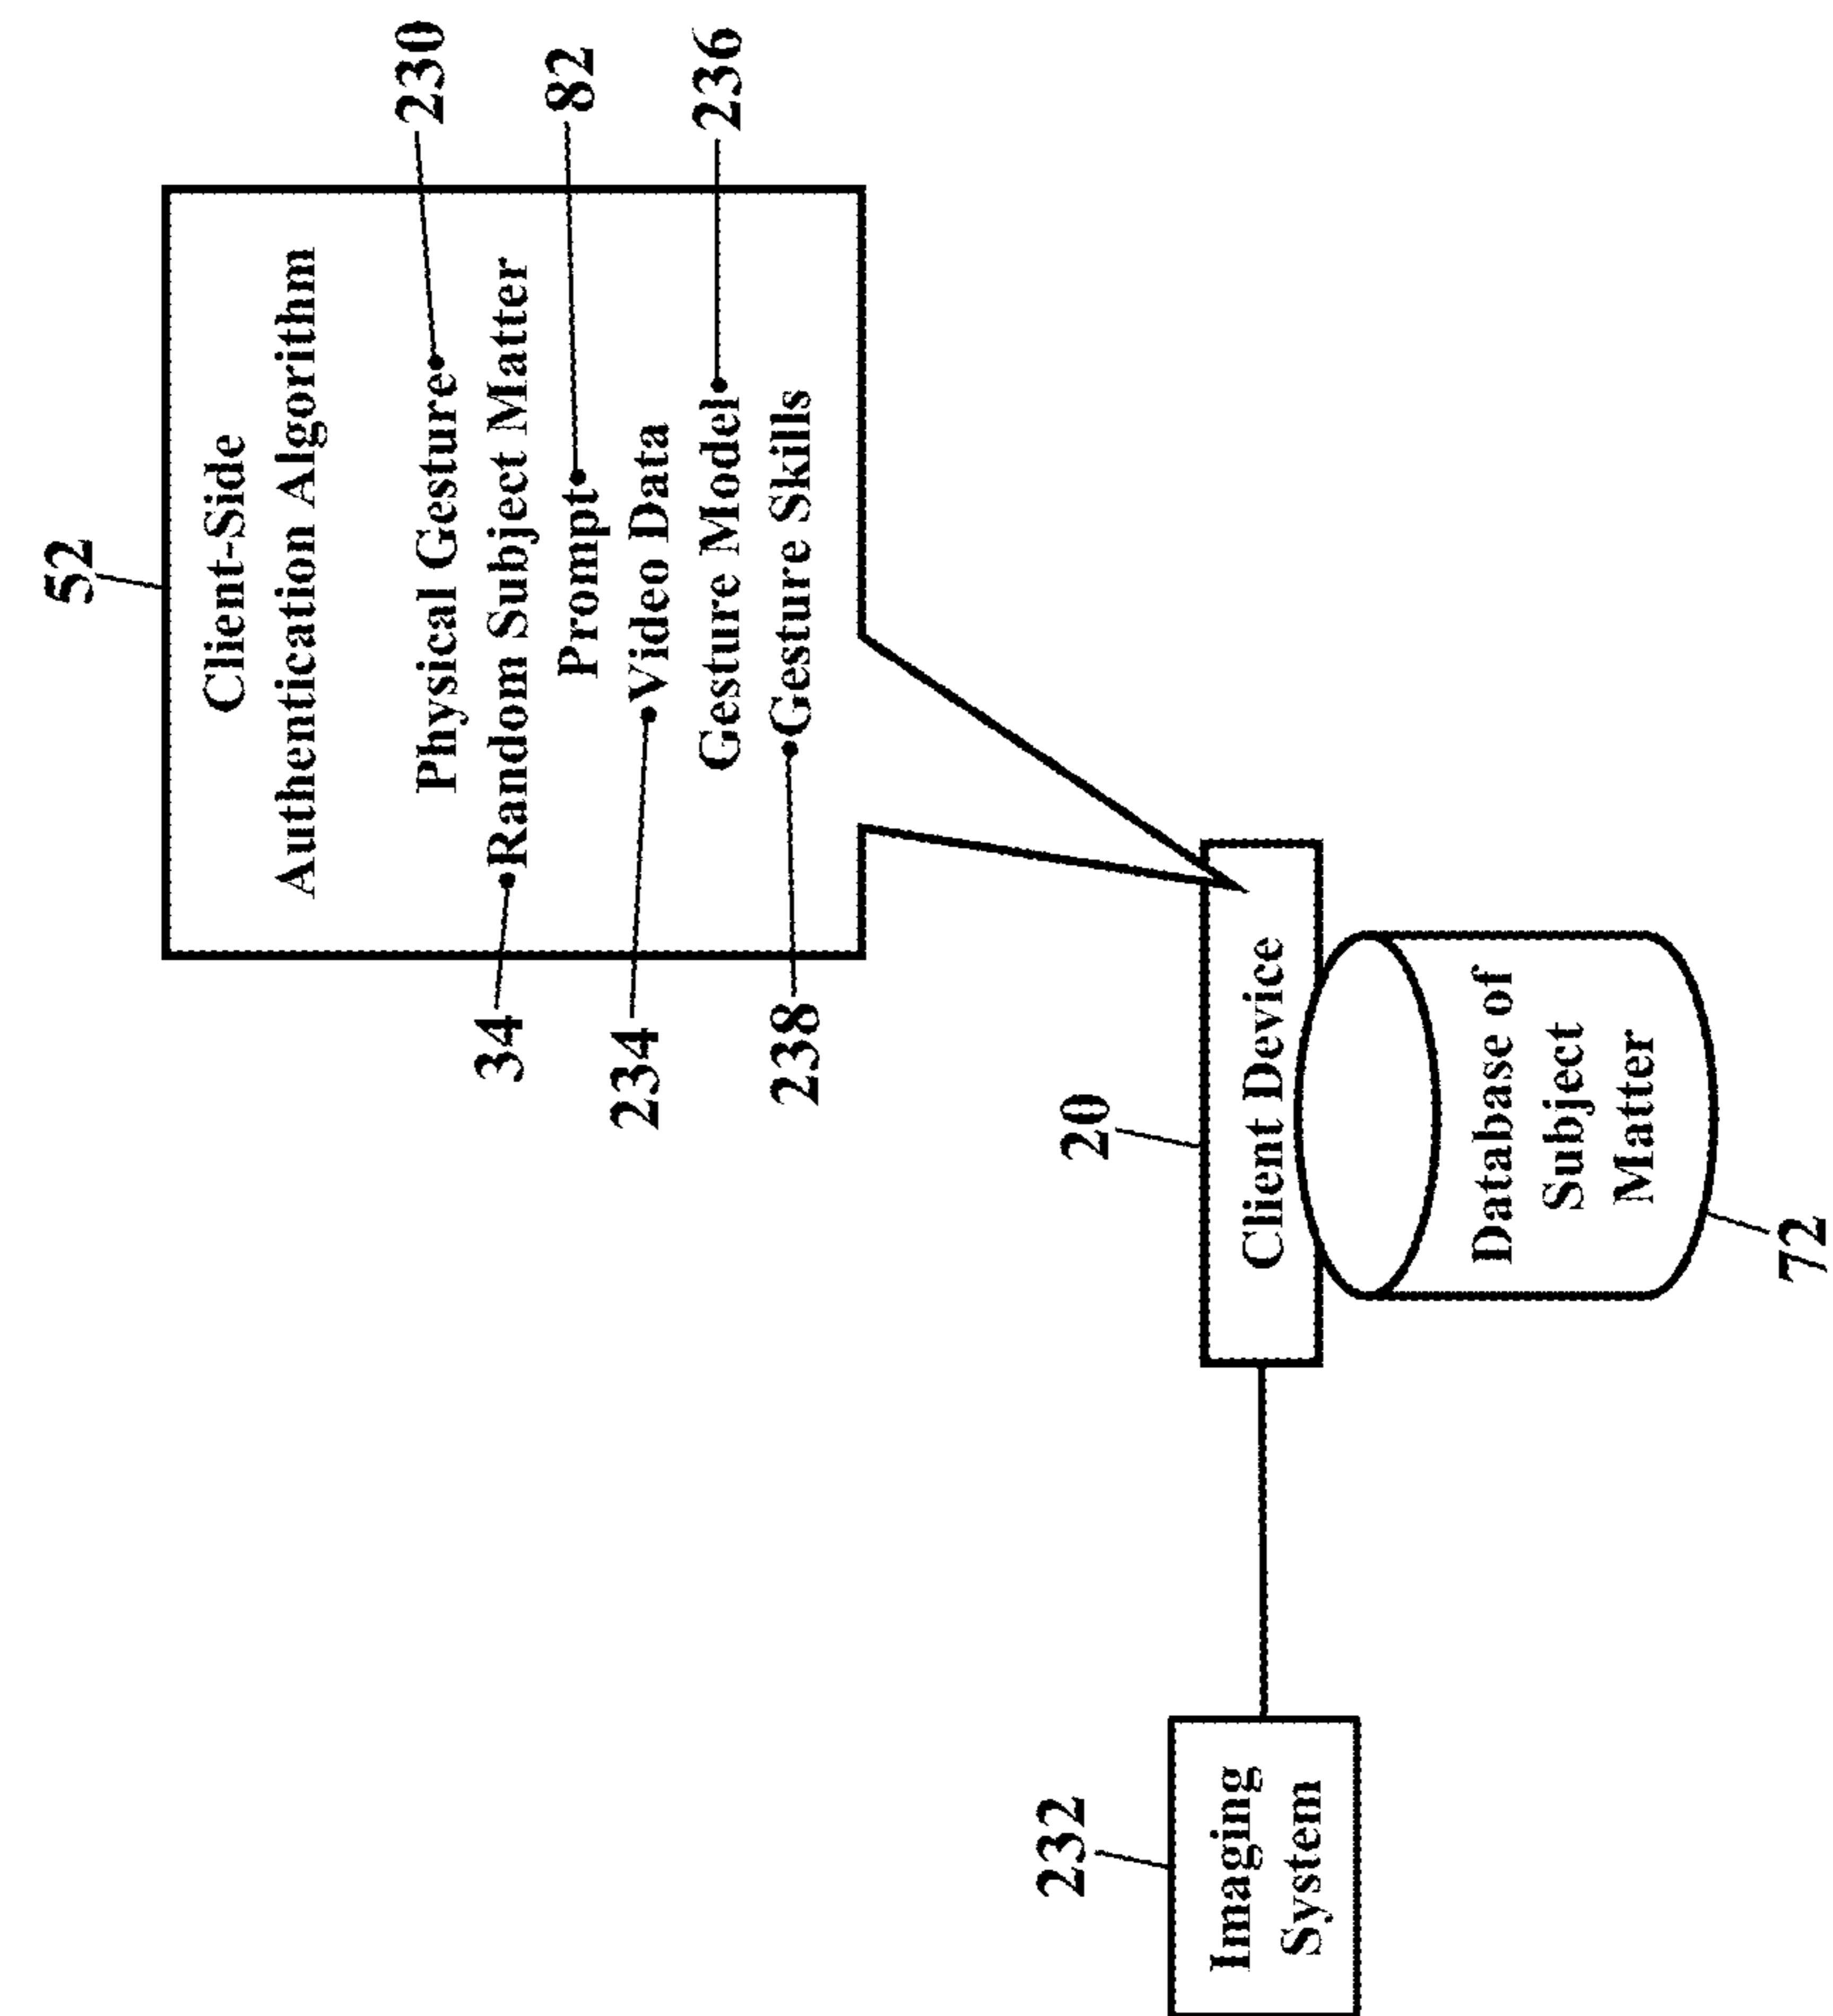 52
Client-Side
Authentication Algorithm
Physical Gesture
230
34
Random Subject Matter
Prompt
82
234
Video Data
Gesture Model
236
238
Gesture Skills
232
Imaging
System
20
Client Device
Database of
Subject
Matter
72